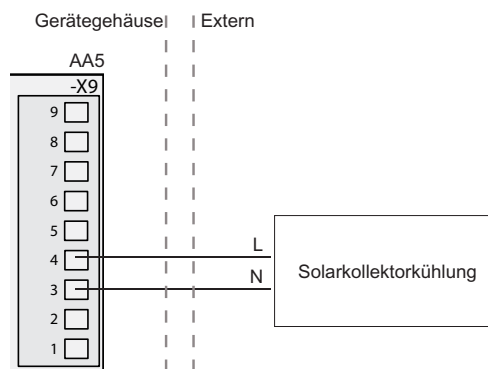 Gerätegehäuse Extern
AA5
-X9
9
8
7
6
5
4 L
3 N
Solarkollektorkühlung
2
1